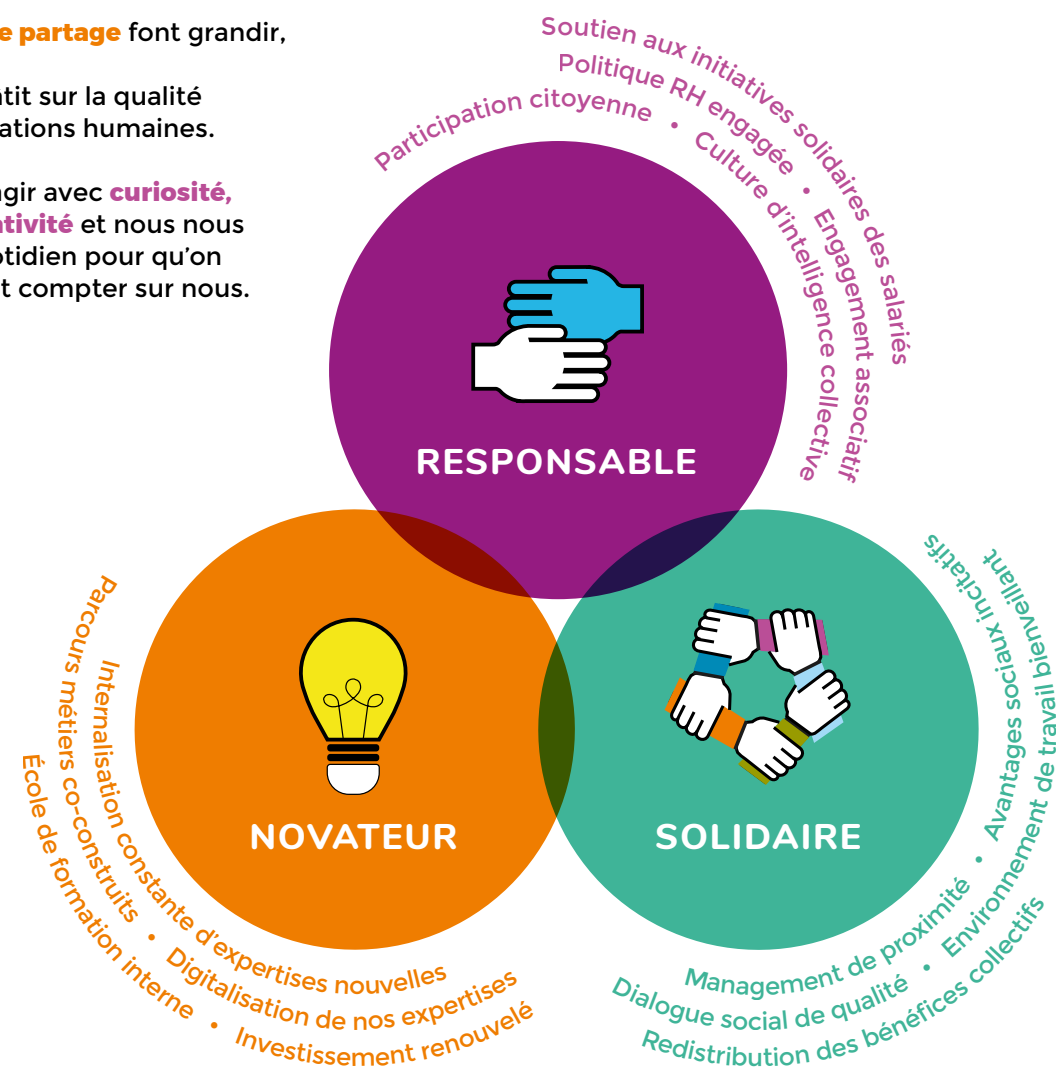 e partage font grandir,
tit sur la qualité
ations humaines.
gir avec curiosité,
ativité et nous nous
otidien pour qu'on
t compter sur nous.
Soutien aux initiatives solidaires des salariés
Politique RH engagée • Engagement associatif
Participation citoyenne • Culture d'intelligence collective
RESPONSABLE
NOVATEUR
Internalisation constante d'expertises nouvelles
Parcours métiers co-construits • Digitalisation de nos expertises
École de formation interne • Investissement renouvelé
SOLIDAIRE
Management de proximité • Avantages sociaux incitatifs
Dialogue social de qualité • Environnement de travail bienveillant
Redistribution des bénéfices collectifs